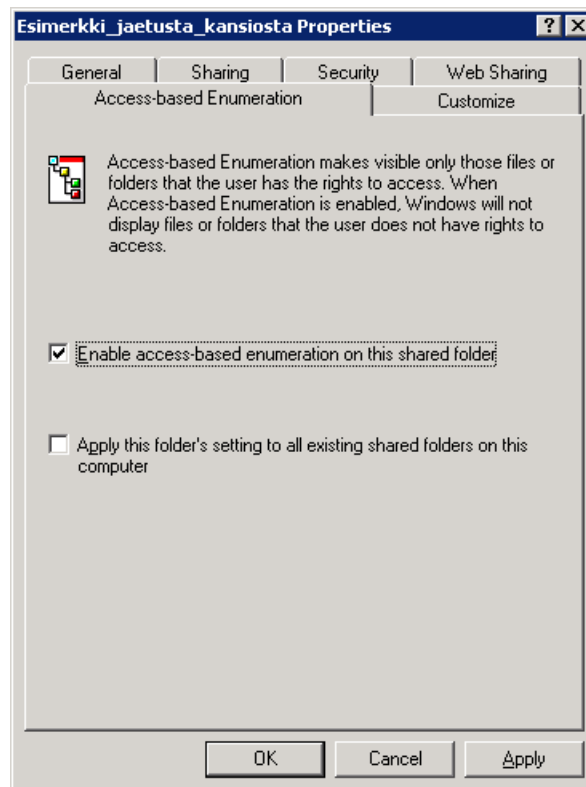 Esimerkki_jaetusta_kansiosta Properties
General Sharing Security Web Sharing
Access-based Enumeration Customize
Access-based Enumeration makes visible only those files or
folders that the user has the rights to access. When
Access-based Enumeration is enabled, Windows will not
display files or folders that the user does not have rights to
access.
Enable access-based enumeration on this shared folder
Apply this folder's setting to all existing shared folders on this
computer
OK Cancel Apply